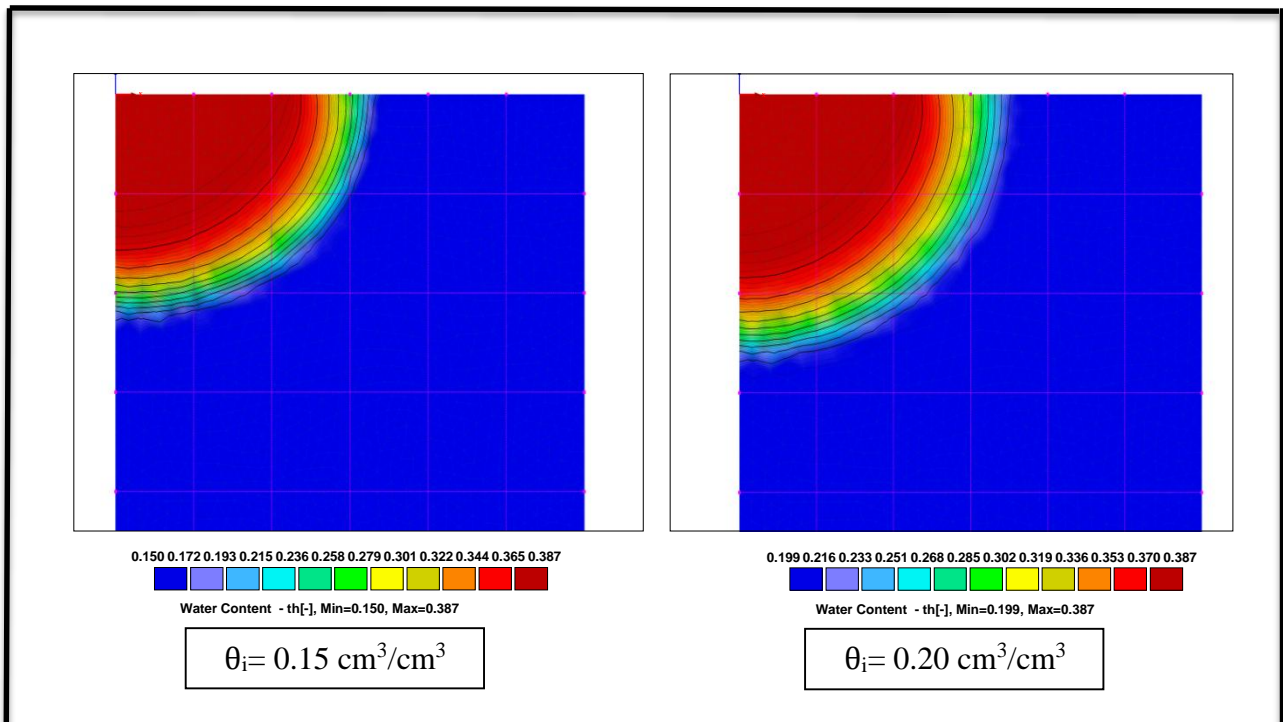 0.150 0.172 0.193 0.215 0.236 0.258 0.279 0.301 0.322 0.344 0.365 0.387
Water Content - th[-], Min=0.150, Max=0.387
θᵢ= 0.15 cm³/cm³
0.199 0.216 0.233 0.251 0.268 0.285 0.302 0.319 0.336 0.353 0.370 0.387
Water Content - th[-], Min=0.199, Max=0.387
θᵢ= 0.20 cm³/cm³